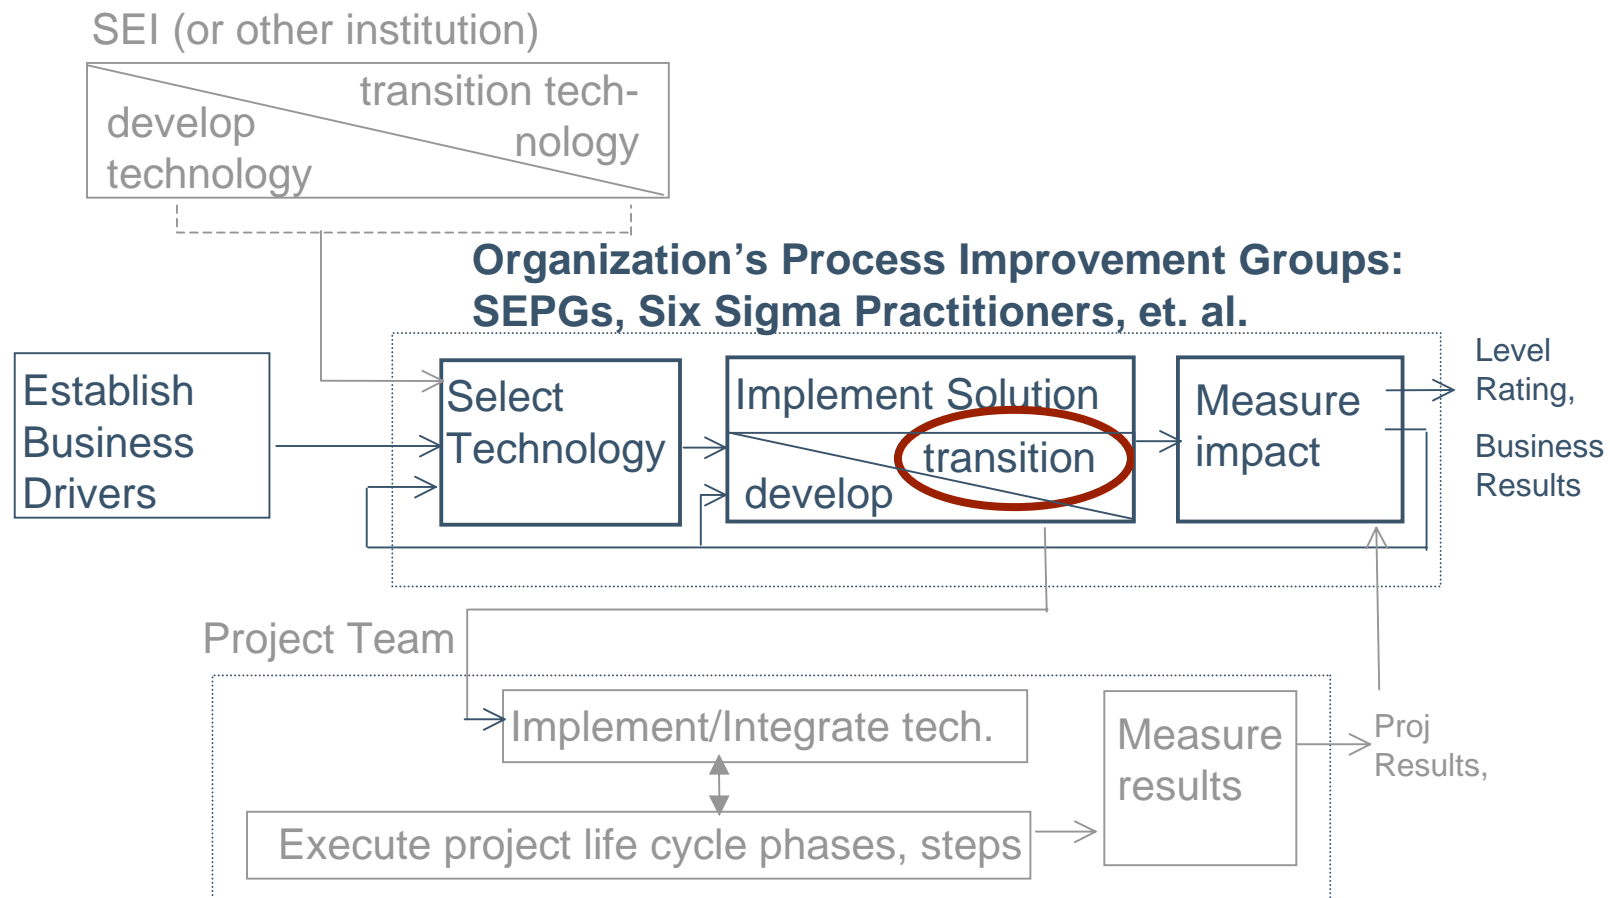 SEI (or other institution)
transition tech-
nology
develop
technology
Organization’s Process Improvement Groups:
SEPGs, Six Sigma Practitioners, et. al.
Establish
Business
Drivers
Select
Technology
Implement Solution
transition
develop
Measure
impact
Level
Rating,
Business
Results
Project Team
Implement/Integrate tech.
Execute project life cycle phases, steps
Measure
results
Proj
Results,